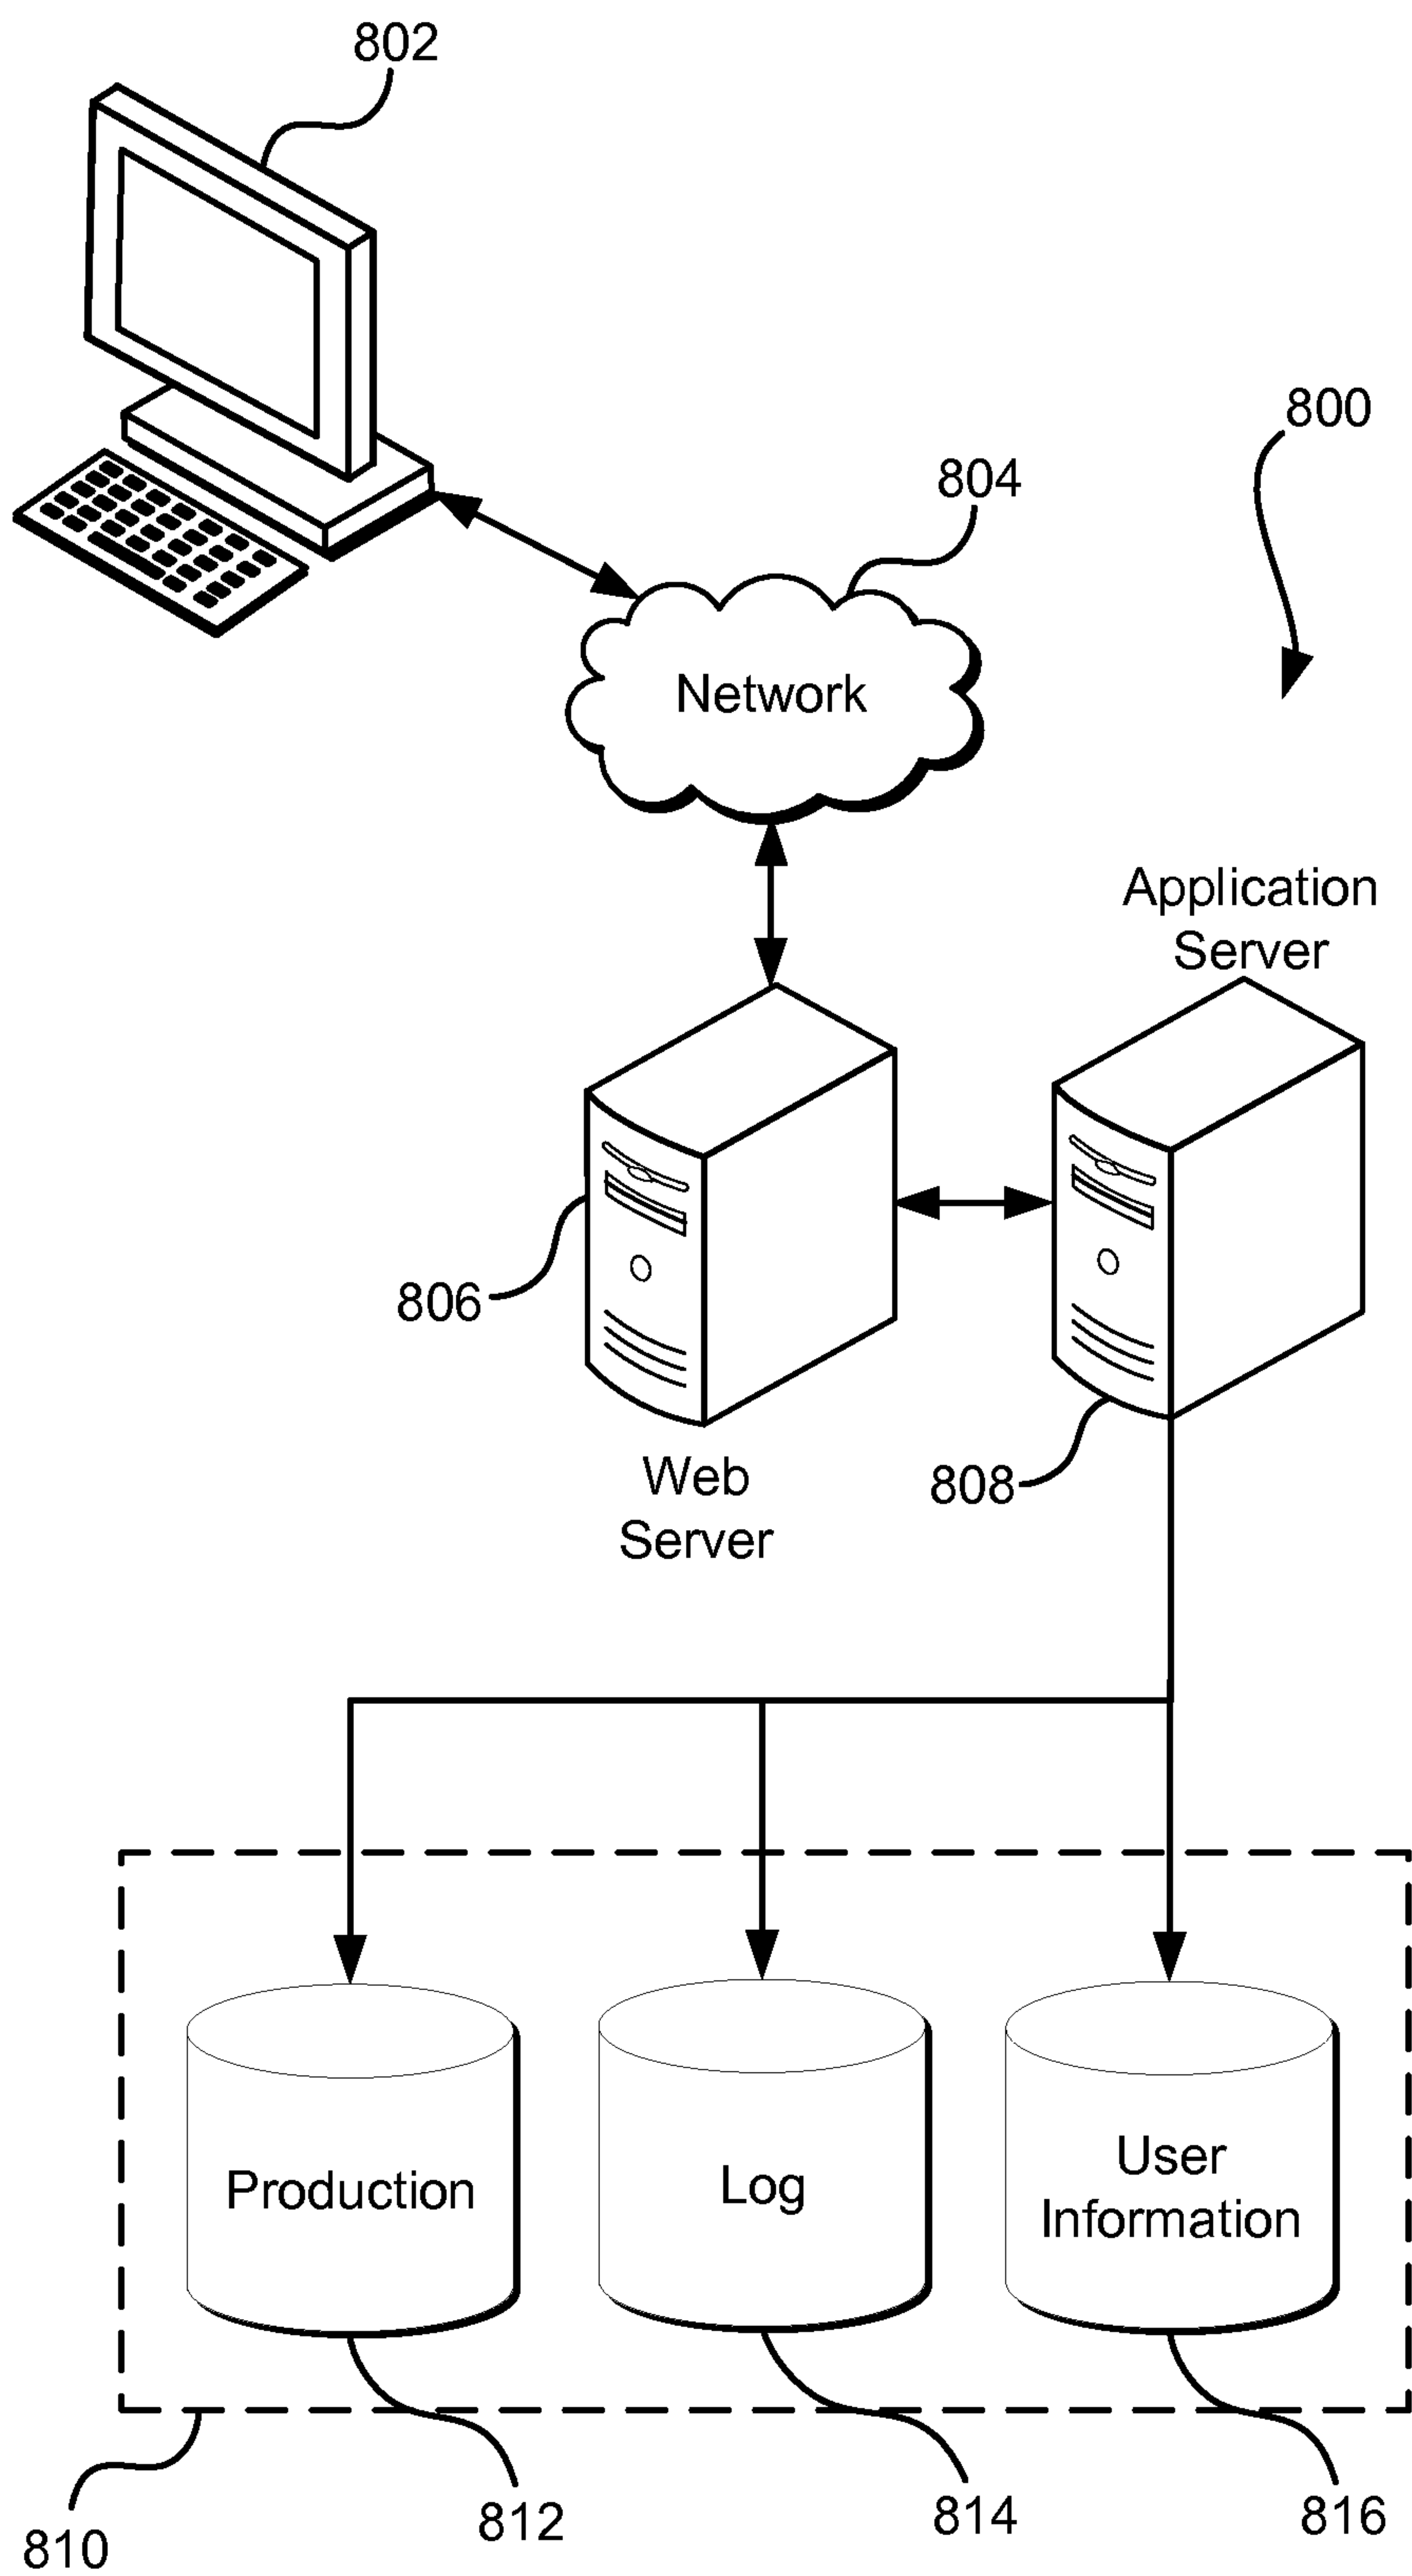 802
800
804
Network
Application
Server
806
808
Web
Server
Production
Log
User
Information
810
812
814
816